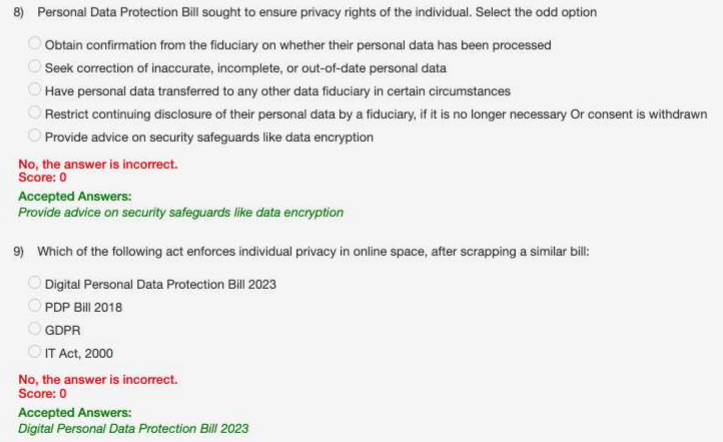 8) Personal Data Protection Bill sought to ensure privacy rights of the individual. Select the odd option
Obtain confirmation from the fiduciary on whether their personal data has been processed
Seek correction of inaccurate, incomplete, or out-of-date personal data
Have personal data transferred to any other data fiduciary in certain circumstances
Restrict continuing disclosure of their personal data by a fiduciary, if it is no longer necessary Or consent is withdrawn
Provide advice on security safeguards like data encryption
No, the answer is incorrect.
Score: 0
Accepted Answers:
Provide advice on security safeguards like data encryption
9) Which of the following act enforces individual privacy in online space, after scrapping a similar bill:
Digital Personal Data Protection Bill 2023
PDP Bill 2018
GDPR
IT Act, 2000
No, the answer is incorrect.
Score: 0
Accepted Answers:
Digital Personal Data Protection Bill 2023